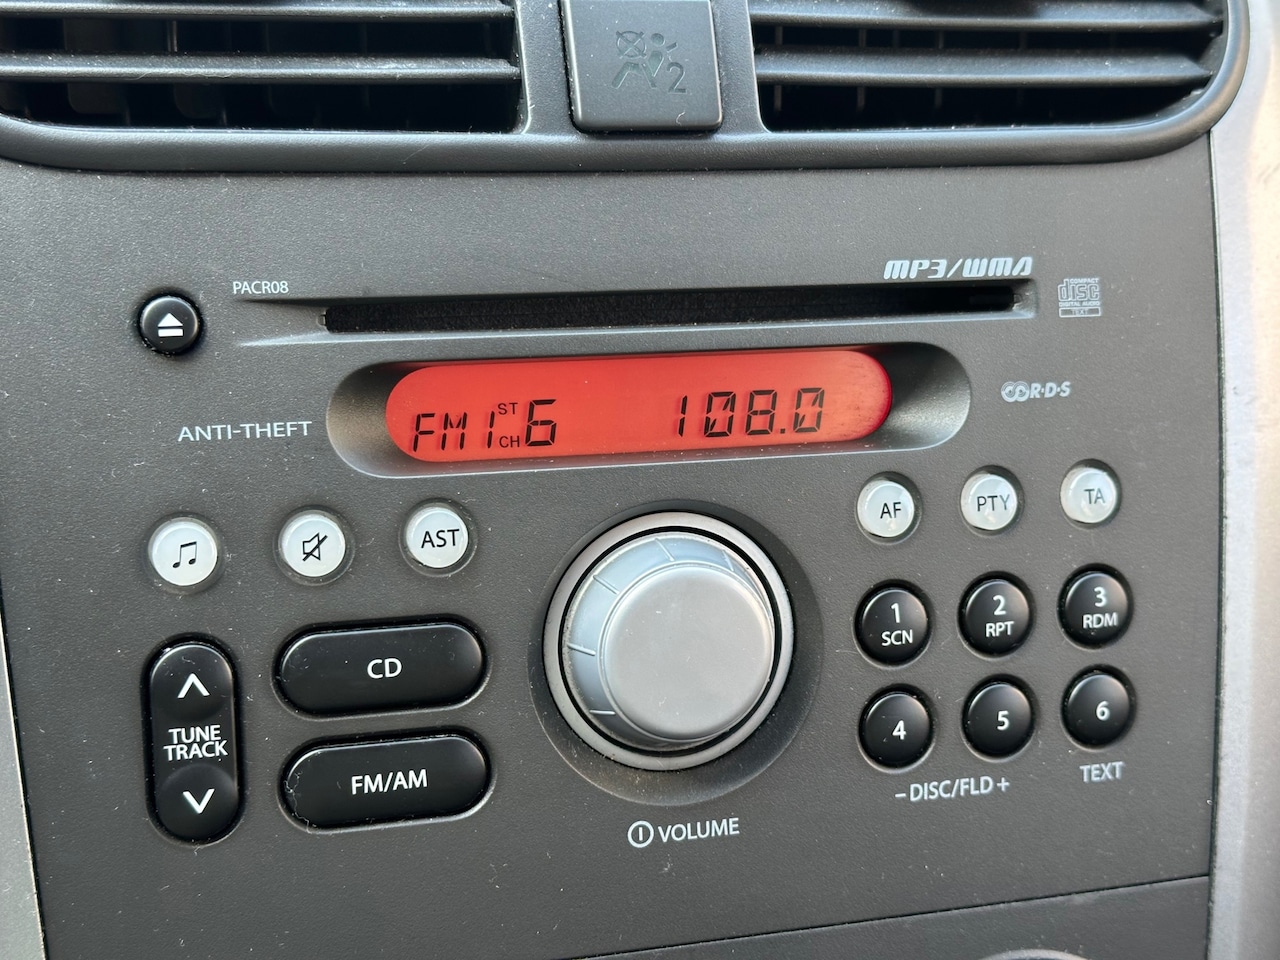 2
MP3/WMA
PACR08
COMPACT
disc
DIGITAL AUDIO
TEXT
R·D·S
ANTI-THEFT
FM1 ST CH 6 108.0
AST
AF
PTY
TA
1
SCN
2
RPT
3
RDM
CD
TUNE
TRACK
4
5
6
FM/AM
TEXT
– DISC/FLD +
VOLUME